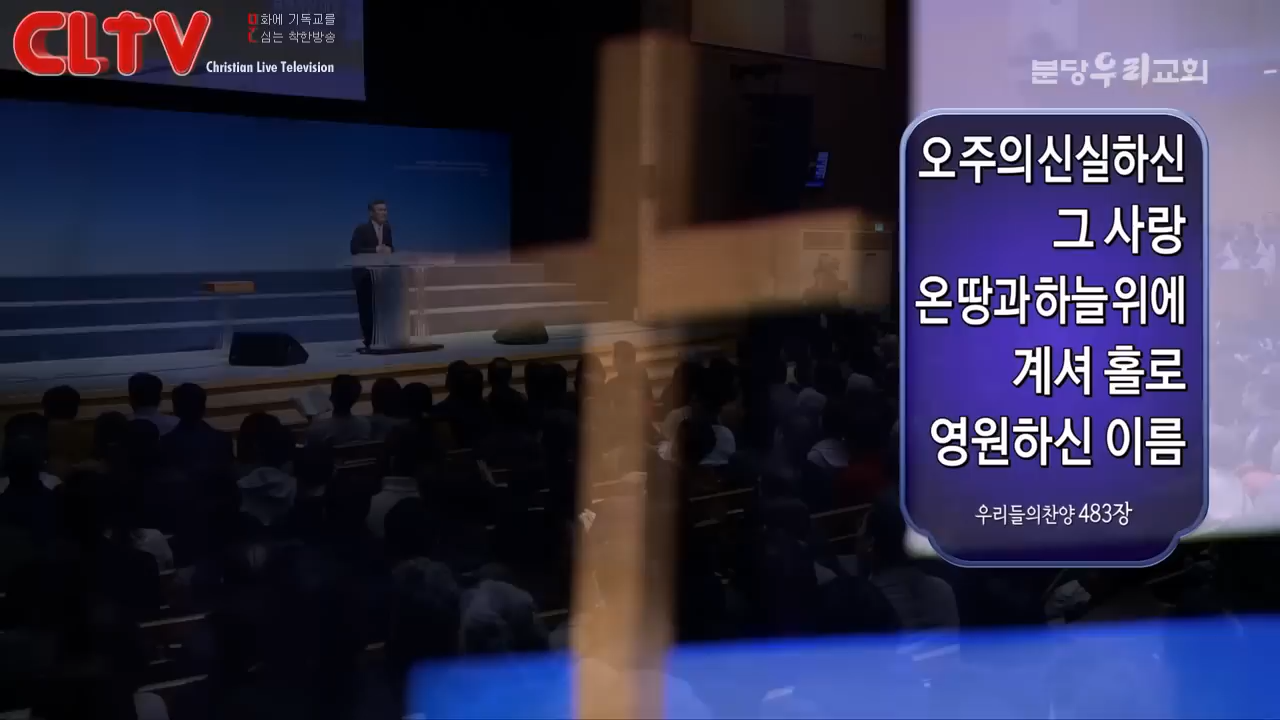 CLTV
문화에 기독교를
심는 착한방송
Christian Live Television
분당우리교회
오 주의 신실하신
그 사랑
온 땅과 하늘 위에
계셔 홀로
영원하신 이름
우리들의찬양 483장